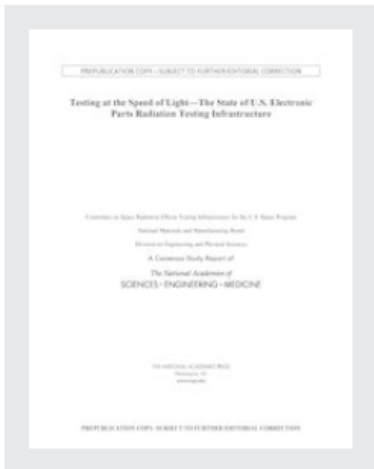 PREPUBLICATION COPY—SUBJECT TO FURTHER EDITORIAL CORRECTION
Testing at the Speed of Light—The State of U.S. Electronic
Parts Radiation Testing Infrastructure
Committee on Space Radiation Effects Testing Infrastructure for the U.S. Space Program
National Materials and Manufacturing Board
Division on Engineering and Physical Sciences
A Consensus Study Report of
The National Academies of
SCIENCES • ENGINEERING • MEDICINE
THE NATIONAL ACADEMIES PRESS
Washington, DC
www.nap.edu
PREPUBLICATION COPY: SUBJECT TO FURTHER EDITORIAL CORRECTION